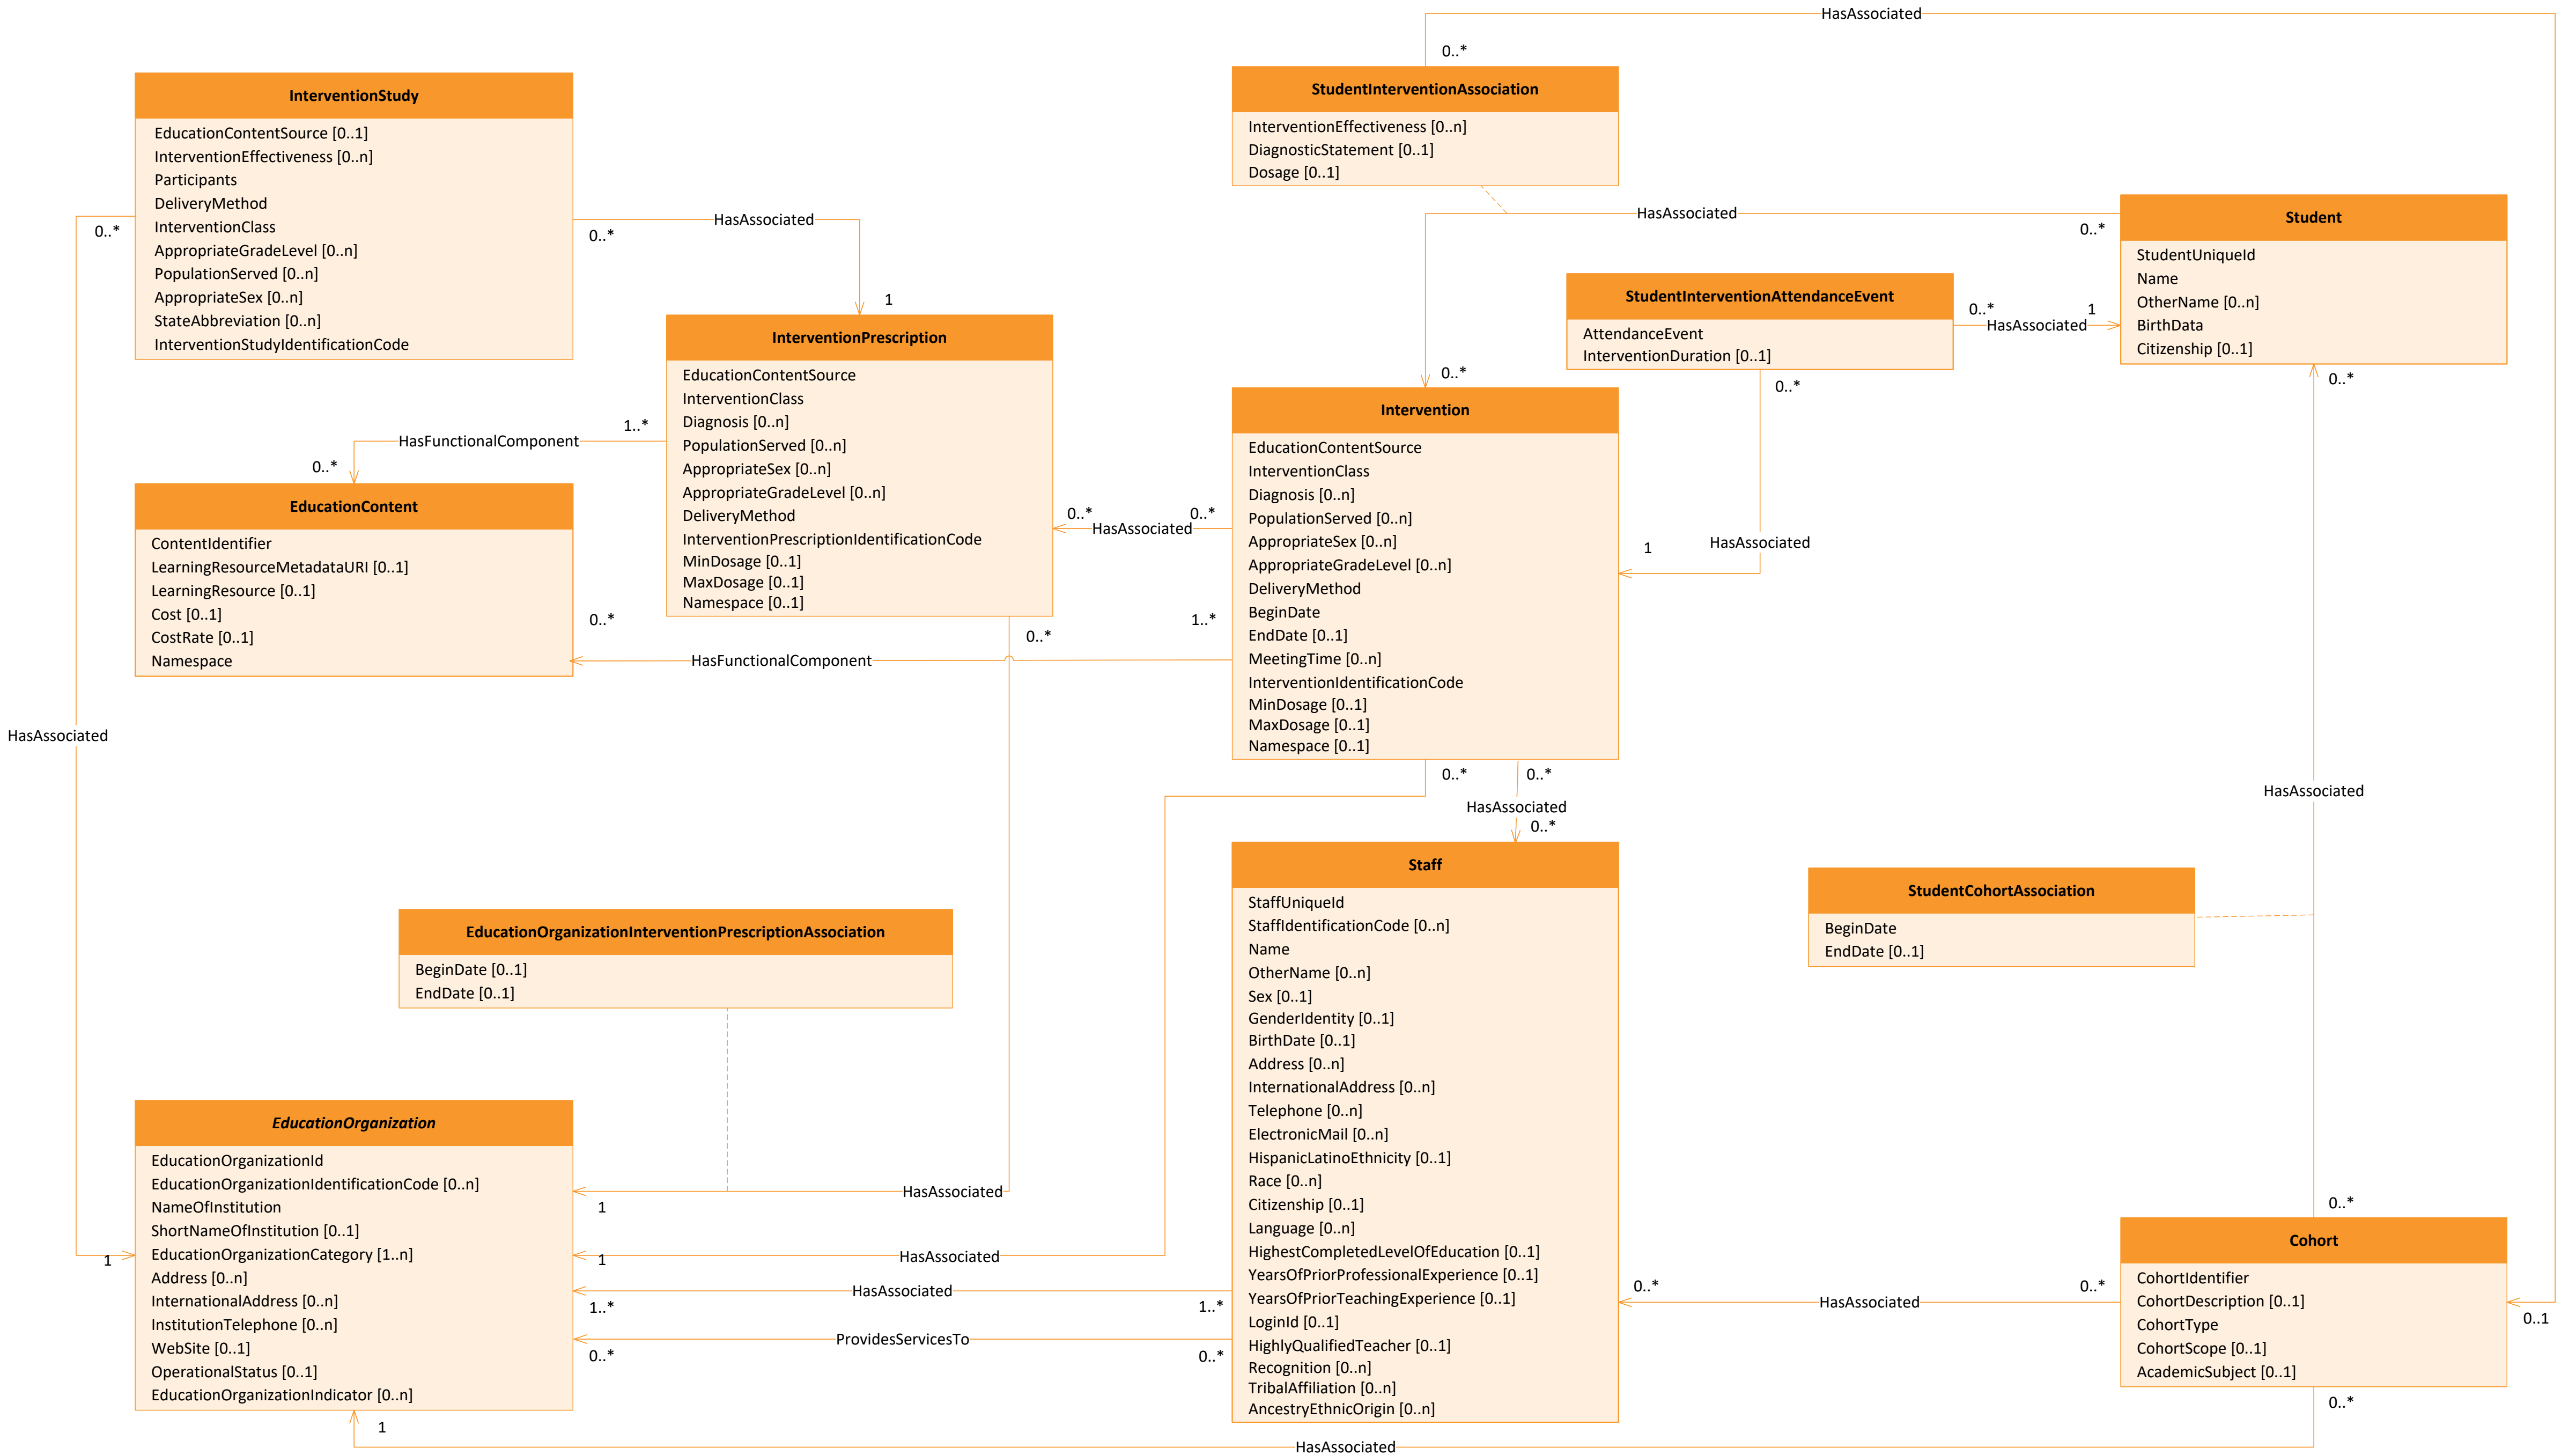 HasAssociated
0..*
StudentInterventionAssociation
InterventionEffectiveness [0..n]
DiagnosticStatement [0..1]
Dosage [0..1]
InterventionStudy
EducationContentSource [0..1]
InterventionEffectiveness [0..n]
Participants
DeliveryMethod
InterventionClass
AppropriateGradeLevel [0..n]
PopulationServed [0..n]
AppropriateSex [0..n]
StateAbbreviation [0..n]
InterventionStudyIdentificationCode
0..*
0..*
HasAssociated
1
HasAssociated
0..*
Student
StudentUniqueId
Name
OtherName [0..n]
BirthData
Citizenship [0..1]
StudentInterventionAttendanceEvent
AttendanceEvent
InterventionDuration [0..1]
0..*
1
HasAssociated
0..*
0..*
0..*
InterventionPrescription
EducationContentSource
InterventionClass
Diagnosis [0..n]
PopulationServed [0..n]
AppropriateSex [0..n]
AppropriateGradeLevel [0..n]
DeliveryMethod
InterventionPrescriptionIdentificationCode
MinDosage [0..1]
MaxDosage [0..1]
Namespace [0..1]
1..*
HasFunctionalComponent
0..*
EducationContent
ContentIdentifier
LearningResourceMetadataURI [0..1]
LearningResource [0..1]
Cost [0..1]
CostRate [0..1]
Namespace
Intervention
EducationContentSource
InterventionClass
Diagnosis [0..n]
PopulationServed [0..n]
AppropriateSex [0..n]
AppropriateGradeLevel [0..n]
DeliveryMethod
BeginDate
EndDate [0..1]
MeetingTime [0..n]
InterventionIdentificationCode
MinDosage [0..1]
MaxDosage [0..1]
Namespace [0..1]
0..*
0..*
HasAssociated
1
HasAssociated
0..*
0..*
1..*
HasFunctionalComponent
HasAssociated
0..*
0..*
HasAssociated
0..*
HasAssociated
Staff
StaffUniqueId
StaffIdentificationCode [0..n]
Name
OtherName [0..n]
Sex [0..1]
GenderIdentity [0..1]
BirthDate [0..1]
Address [0..n]
InternationalAddress [0..n]
Telephone [0..n]
ElectronicMail [0..n]
HispanicLatinoEthnicity [0..1]
Race [0..n]
Citizenship [0..1]
Language [0..n]
HighestCompletedLevelOfEducation [0..1]
YearsOfPriorProfessionalExperience [0..1]
YearsOfPriorTeachingExperience [0..1]
LoginId [0..1]
HighlyQualifiedTeacher [0..1]
Recognition [0..n]
TribalAffiliation [0..n]
AncestryEthnicOrigin [0..n]
StudentCohortAssociation
BeginDate
EndDate [0..1]
EducationOrganizationInterventionPrescriptionAssociation
BeginDate [0..1]
EndDate [0..1]
EducationOrganization
EducationOrganizationId
EducationOrganizationIdentificationCode [0..n]
NameOfInstitution
ShortNameOfInstitution [0..1]
EducationOrganizationCategory [1..n]
Address [0..n]
InternationalAddress [0..n]
InstitutionTelephone [0..n]
WebSite [0..1]
OperationalStatus [0..1]
EducationOrganizationIndicator [0..n]
1
HasAssociated
1
1
HasAssociated
HasAssociated
1..*
1..*
ProvidesServicesTo
0..*
0..*
0..*
Cohort
CohortIdentifier
CohortDescription [0..1]
CohortType
CohortScope [0..1]
AcademicSubject [0..1]
0..*
0..*
HasAssociated
0..1
0..*
1
HasAssociated